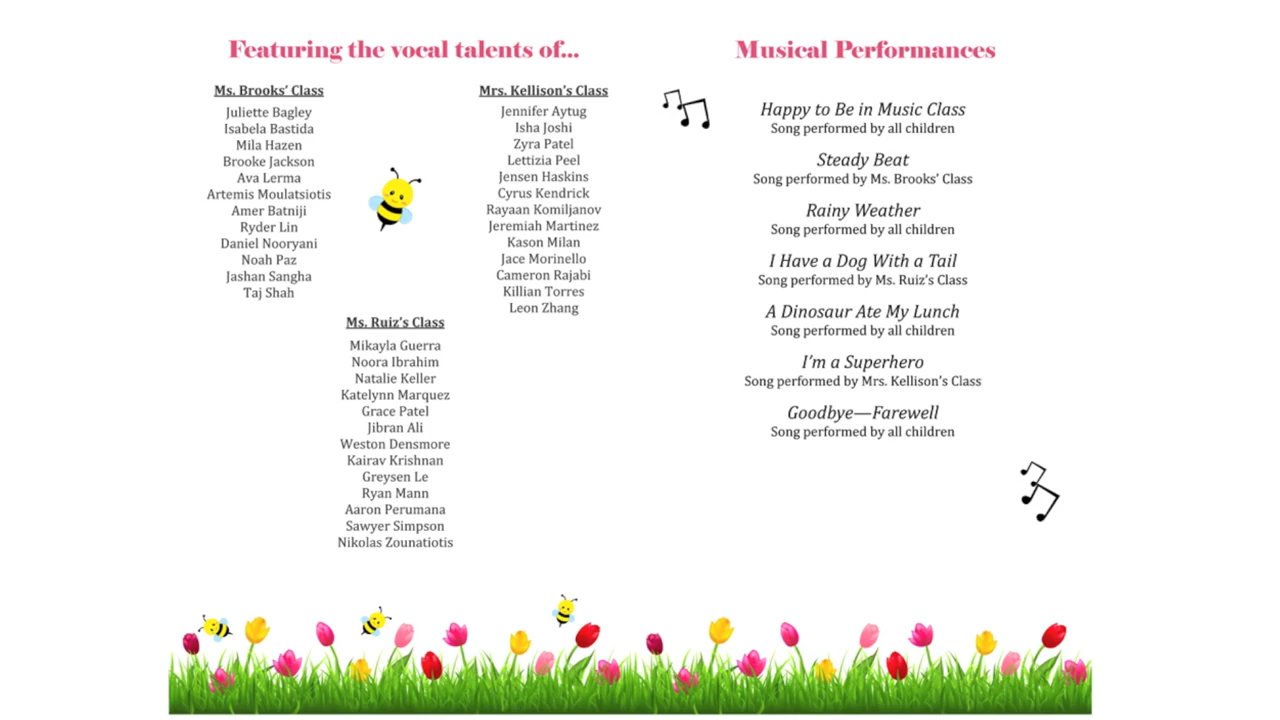 Featuring the vocal talents of...
Ms. Brooks’ Class
Juliette Bagley
Isabela Bastida
Mila Hazen
Brooke Jackson
Ava Lerma
Artemis Moulatsiotis
Amer Batniji
Ryder Lin
Daniel Nooryani
Noah Paz
Jashan Sangha
Taj Shah
Mrs. Kellison’s Class
Jennifer Aytug
Isha Joshi
Zyra Patel
Lettizia Peel
Jensen Haskins
Cyrus Kendrick
Rayaan Komiljanov
Jeremiah Martinez
Kason Milan
Jace Morinello
Cameron Rajabi
Killian Torres
Leon Zhang
Ms. Ruiz’s Class
Mikayla Guerra
Noora Ibrahim
Natalie Keller
Katelynn Marquez
Grace Patel
Jibran Ali
Weston Densmore
Kairav Krishnan
Greysen Le
Ryan Mann
Aaron Perumana
Sawyer Simpson
Nikolas Zounatiotis
Musical Performances
Happy to Be in Music Class
Song performed by all children
Steady Beat
Song performed by Ms. Brooks’ Class
Rainy Weather
Song performed by all children
I Have a Dog With a Tail
Song performed by Ms. Ruiz’s Class
A Dinosaur Ate My Lunch
Song performed by all children
I’m a Superhero
Song performed by Mrs. Kellison’s Class
Goodbye—Farewell
Song performed by all children